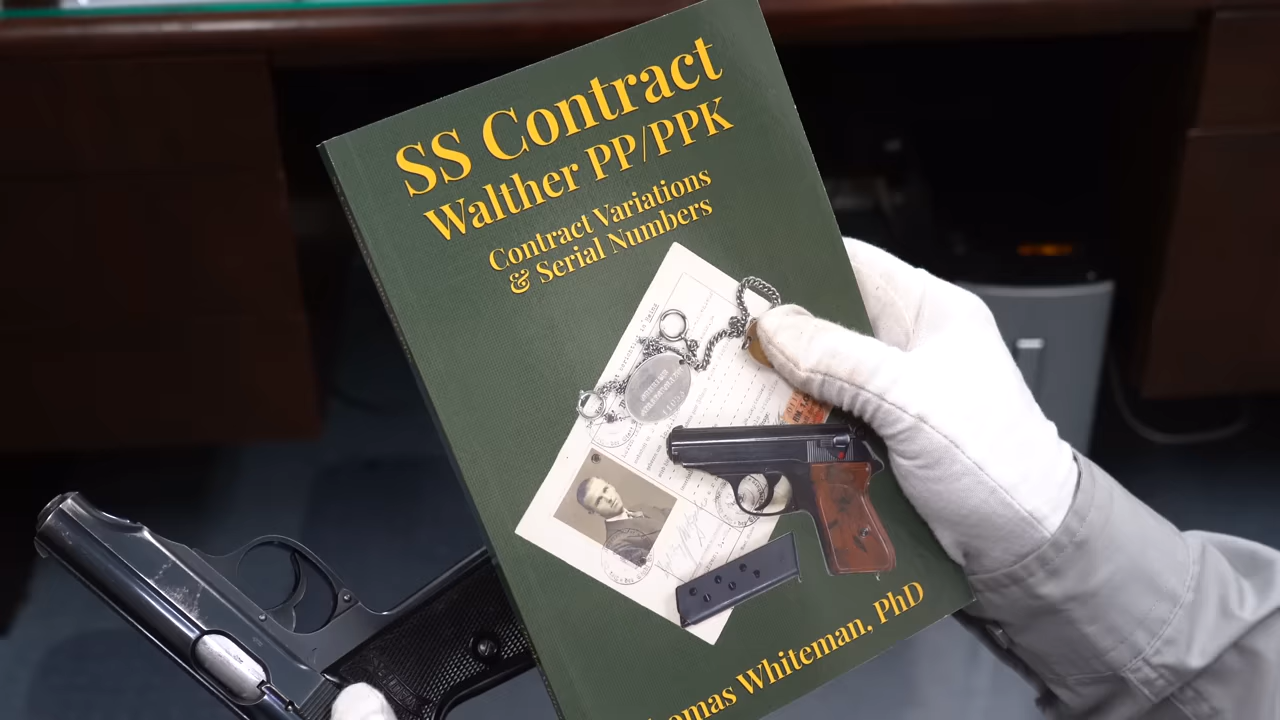 SS Contract
Walther PP/PPK
Contract Variations
& Serial Numbers
Whiteman, PhD